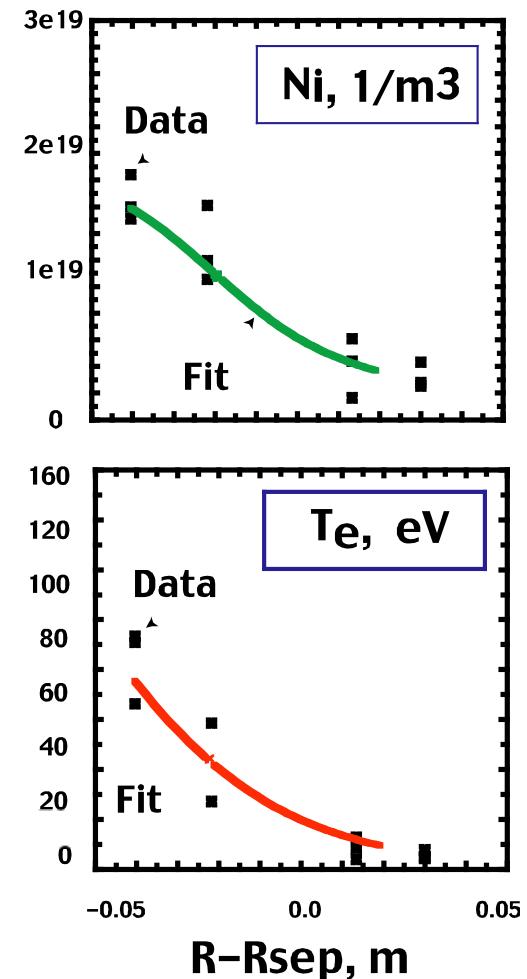 3e19
Ni, 1/m3
Data
2e19
1e19
Fit
0
160
Te, eV
120
100
Data
80
60
40
Fit
20
0
−0.05 0.0 0.05
R−Rsep, m